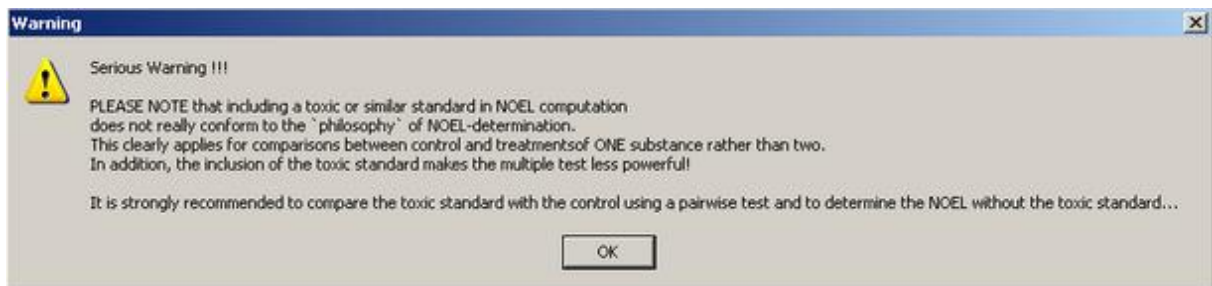 Warning
Serious Warning !!!
PLEASE NOTE that including a toxic or similar standard in NOEL computation
does not really conform to the `philosophy` of NOEL-determination.
This clearly applies for comparisons between control and treatmentsof ONE substance rather than two.
In addition, the inclusion of the toxic standard makes the multiple test less powerful!
It is strongly recommended to compare the toxic standard with the control using a pairwise test and to determine the NOEL without the toxic standard...
OK